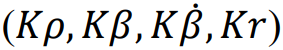 (𝐾𝜌, 𝐾𝛽, 𝐾𝛽̇, 𝐾𝑟)